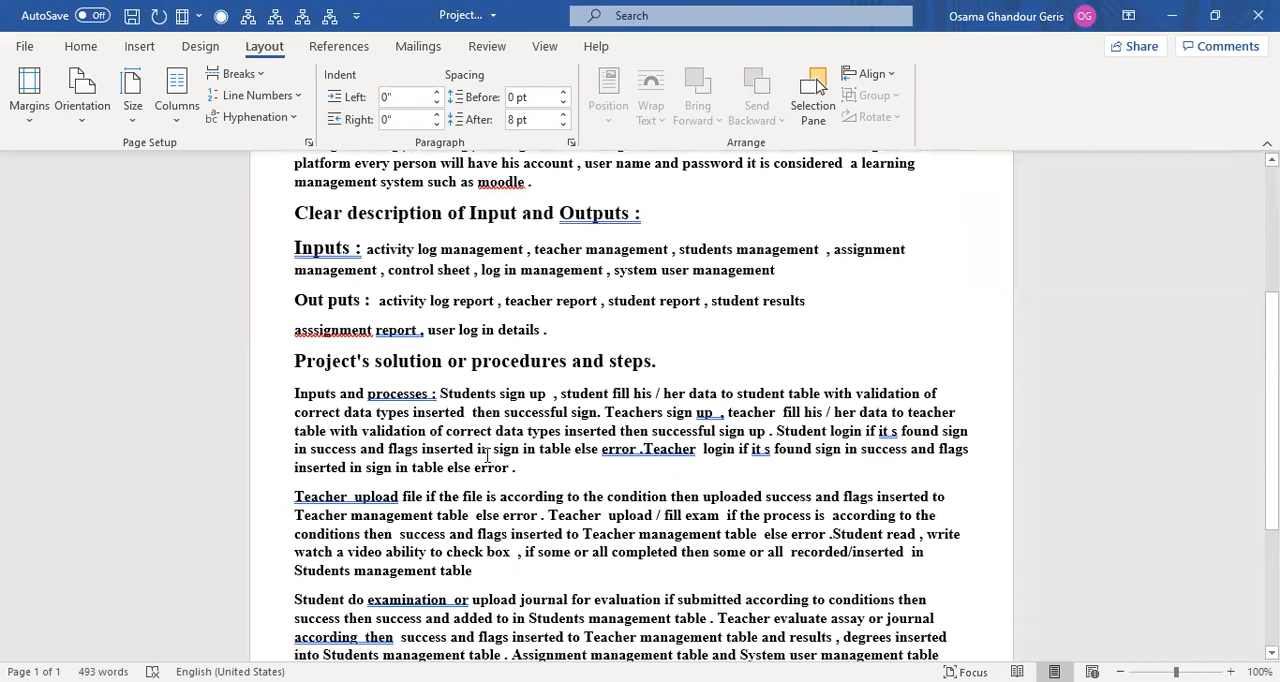 AutoSave Off Project... Search Osama Ghandour Geris OG
File Home Insert Design Layout References Mailings Review View Help Share Comments
Margins Orientation Size Columns Breaks Line Numbers Hyphenation
Page Setup
Indent Spacing
Left: 0" Before: 0 pt
Right: 0" After: 8 pt
Paragraph
Position Wrap Text Bring Forward Send Backward Selection Pane Align Group Rotate
Arrange
platform every person will have his account , user name and password it is considered a learning
management system such as moodle .
Clear description of Input and Outputs :
Inputs : activity log management , teacher management , students management , assignment
management , control sheet , log in management , system user management
Out puts : activity log report , teacher report , student report , student results
asssignment report , user log in details .
Project's solution or procedures and steps.
Inputs and processes : Students sign up , student fill his / her data to student table with validation of
correct data types inserted then successful sign. Teachers sign up , teacher fill his / her data to teacher
table with validation of correct data types inserted then successful sign up . Student login if it s found sign
in success and flags inserted in sign in table else error .Teacher login if it s found sign in success and flags
inserted in sign in table else error .
Teacher upload file if the file is according to the condition then uploaded success and flags inserted to
Teacher management table else error . Teacher upload / fill exam if the process is according to the
conditions then success and flags inserted to Teacher management table else error .Student read , write
watch a video ability to check box , if some or all completed then some or all recorded/inserted in
Students management table
Student do examination or upload journal for evaluation if submitted according to conditions then
success then success and added to in Students management table . Teacher evaluate assay or journal
according then success and flags inserted to Teacher management table and results , degrees inserted
into Students management table . Assignment management table and System user management table
Page 1 of 1 493 words English (United States) Focus 100%